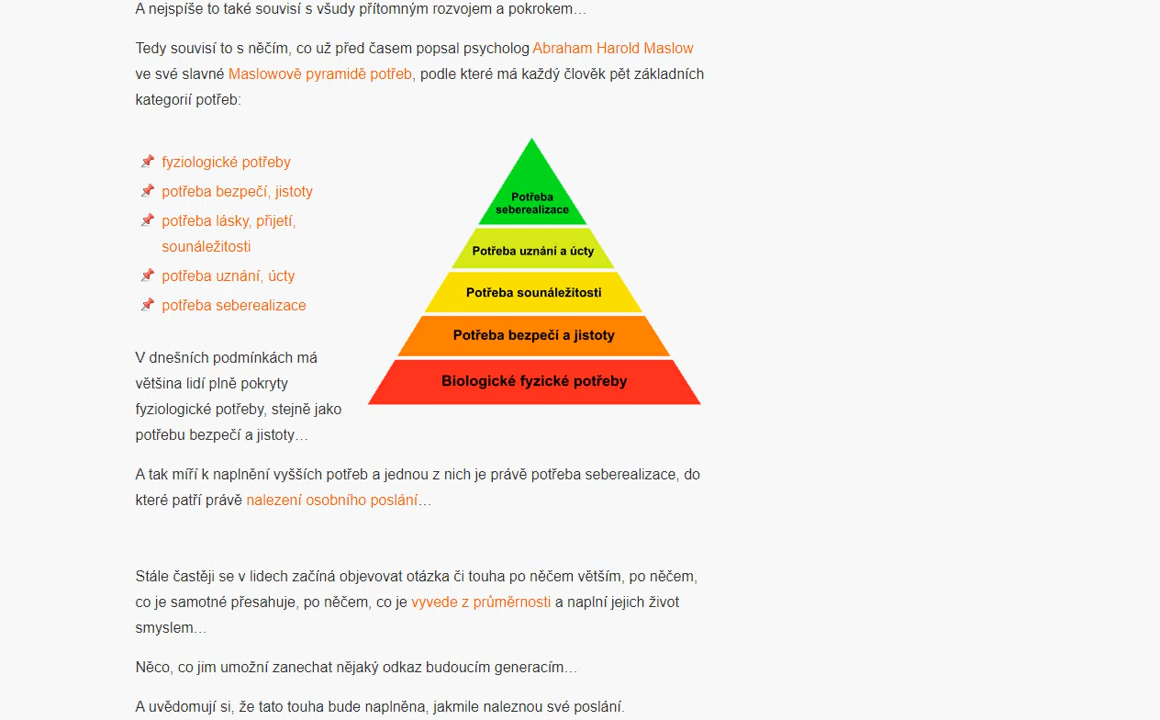 A nejspíše to také souvisí s všudy přítomným rozvojem a pokrokem…
Tedy souvisí to s něčím, co už před časem popsal psycholog Abraham Harold Maslow
ve své slavné Maslowově pyramidě potřeb, podle které má každý člověk pět základních
kategorií potřeb:
fyziologické potřeby
potřeba bezpečí, jistoty
potřeba lásky, přijetí,
sounáležitosti
potřeba uznání, úcty
potřeba seberealizace
Potřeba
seberealizace
Potřeba uznání a úcty
Potřeba sounáležitosti
Potřeba bezpečí a jistoty
Biologické fyzické potřeby
V dnešních podmínkách má
většina lidí plně pokryty
fyziologické potřeby, stejně jako
potřebu bezpečí a jistoty…
A tak míří k naplnění vyšších potřeb a jednou z nich je právě potřeba seberealizace, do
které patří právě nalezení osobního poslání…
Stále častěji se v lidech začíná objevovat otázka či touha po něčem větším, po něčem,
co je samotné přesahuje, po něčem, co je vyvede z průměrnosti a naplní jejich život
smyslem…
Něco, co jim umožní zanechat nějaký odkaz budoucím generacím…
A uvědomují si, že tato touha bude naplněna, jakmile naleznou své poslání.